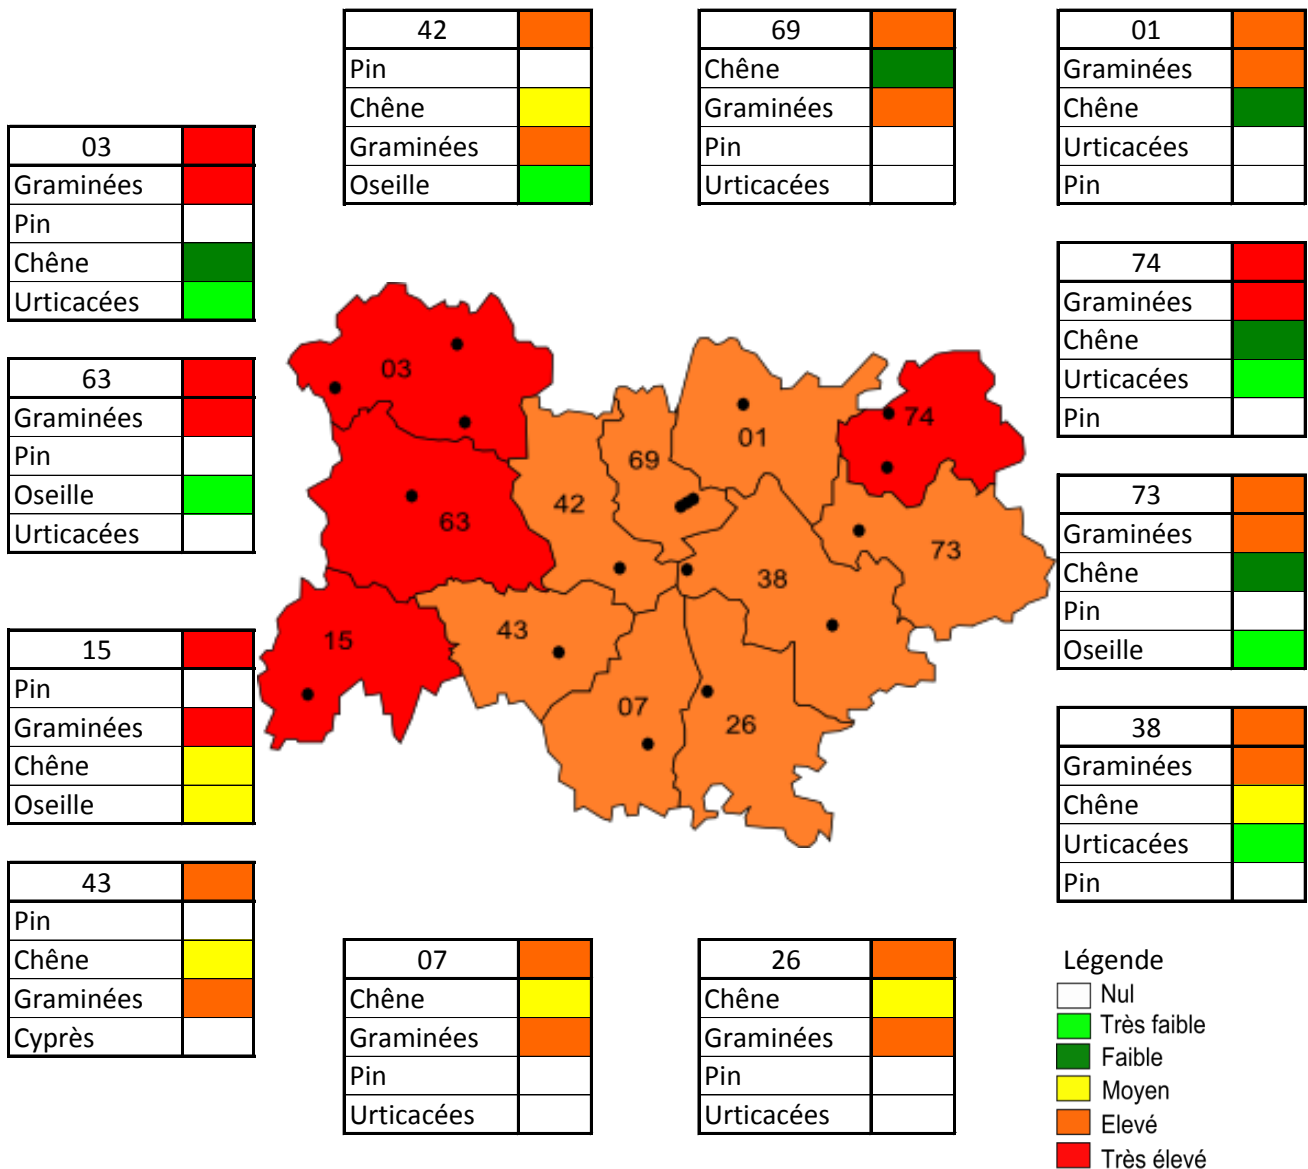 42
Pin
Chêne
Graminées
Oseille
69
Chêne
Graminées
Pin
Urticacées
01
Graminées
Chêne
Urticacées
Pin
03
Graminées
Pin
Chêne
Urticacées
63
Graminées
Pin
Oseille
Urticacées
15
Pin
Graminées
Chêne
Oseille
43
Pin
Chêne
Graminées
Cyprès
03
63
15
42
43
69
01
07
26
38
73
74
74
Graminées
Chêne
Urticacées
Pin
73
Graminées
Chêne
Pin
Oseille
38
Graminées
Chêne
Urticacées
Pin
07
Chêne
Graminées
Pin
Urticacées
26
Chêne
Graminées
Pin
Urticacées
Légende
Nul
Très faible
Faible
Moyen
Elevé
Très élevé